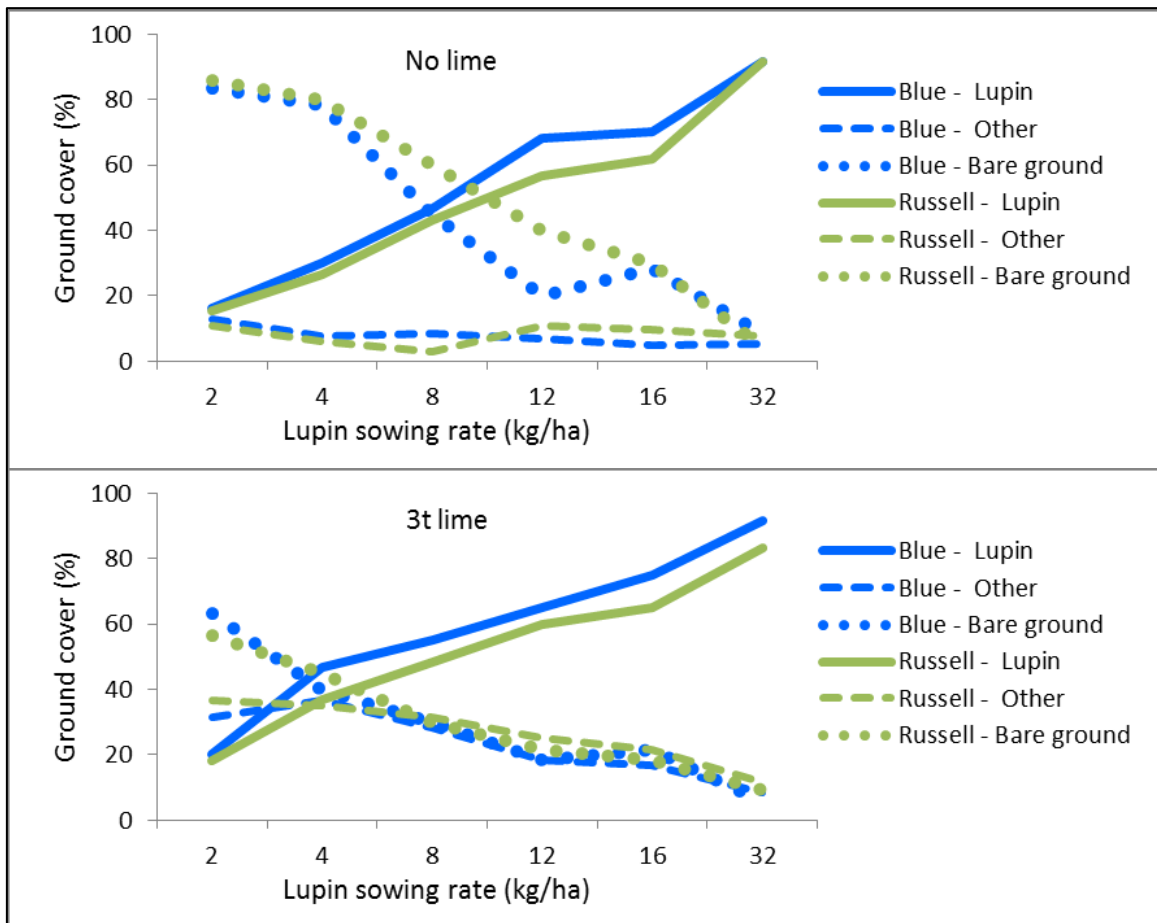 No lime
Ground cover (%)
100
80
60
40
20
0
2 4 8 12 16 32
Lupin sowing rate (kg/ha)
Blue - Lupin
Blue - Other
Blue - Bare ground
Russell - Lupin
Russell - Other
Russell - Bare ground
3t lime
Ground cover (%)
100
80
60
40
20
0
2 4 8 12 16 32
Lupin sowing rate (kg/ha)
Blue - Lupin
Blue - Other
Blue - Bare ground
Russell - Lupin
Russell - Other
Russell - Bare ground